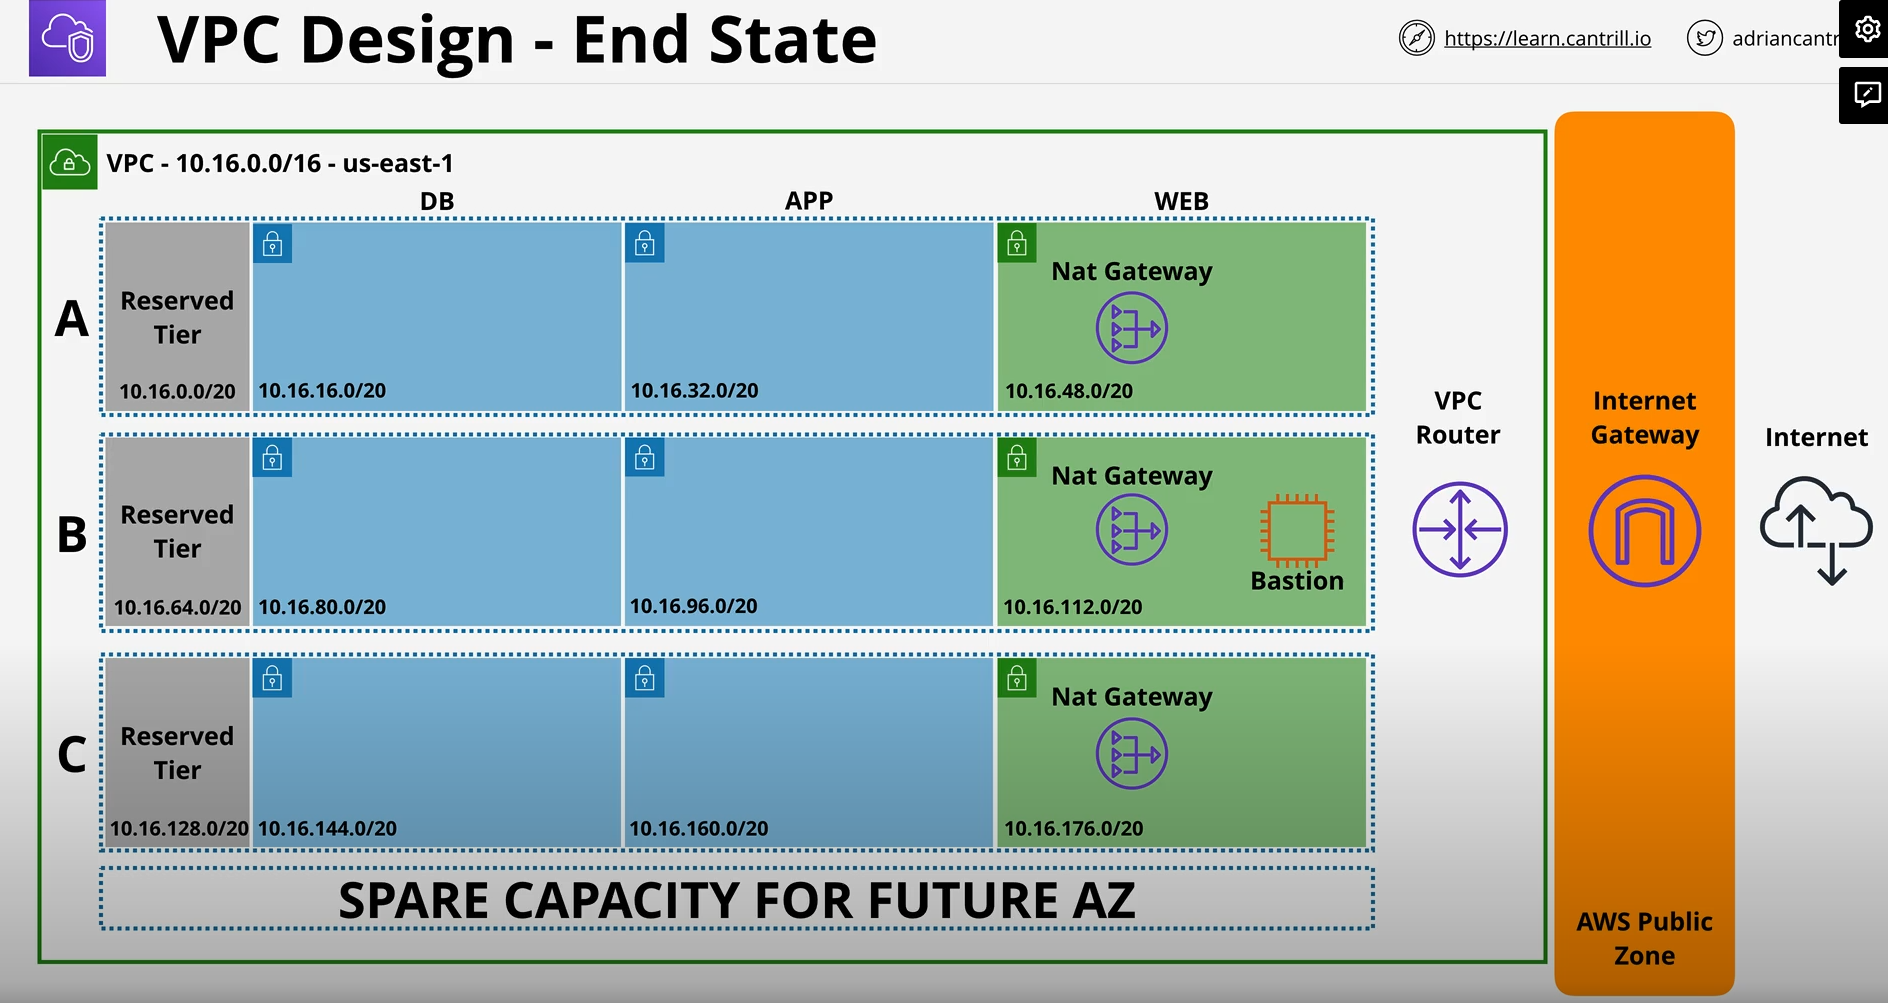 VPC Design - End State
https://learn.cantrill.io
VPC - 10.16.0.0/16 - us-east-1
DB
APP
WEB
A
Reserved
Tier
10.16.0.0/20
10.16.16.0/20
10.16.32.0/20
Nat Gateway
10.16.48.0/20
B
Reserved
Tier
10.16.64.0/20
10.16.80.0/20
10.16.96.0/20
Nat Gateway
Bastion
10.16.112.0/20
C
Reserved
Tier
10.16.128.0/20
10.16.144.0/20
10.16.160.0/20
Nat Gateway
10.16.176.0/20
SPARE CAPACITY FOR FUTURE AZ
VPC
Router
Internet
Gateway
AWS Public
Zone
Internet